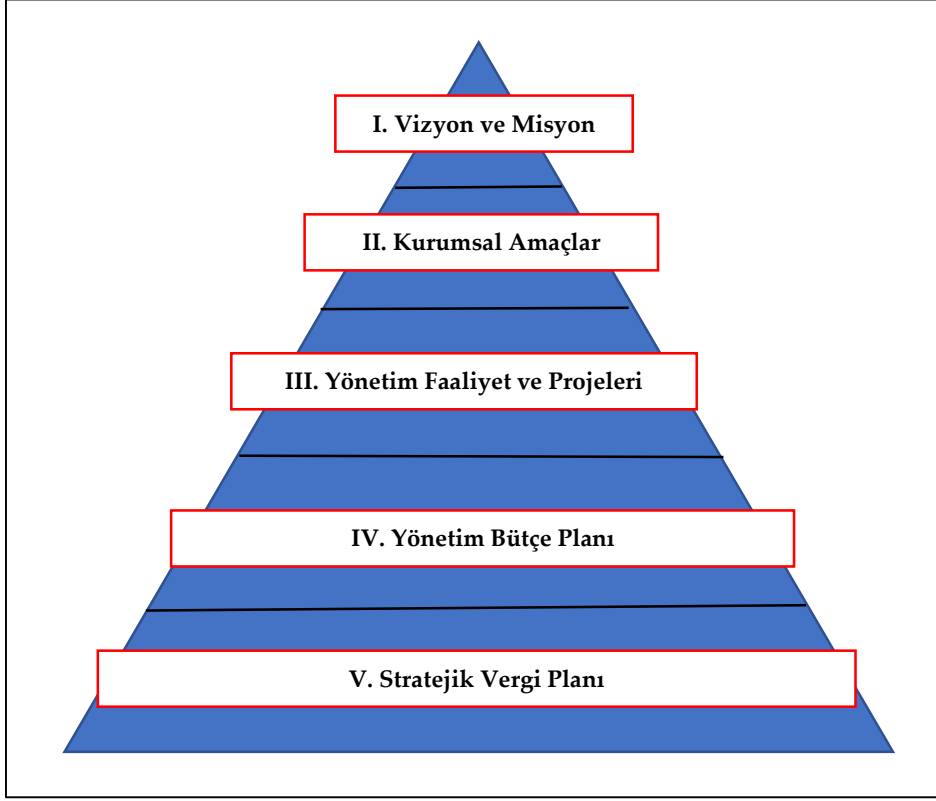 I. Vizyon ve Misyon
II. Kurumsal Amaçlar
III. Yönetim Faaliyet ve Projeleri
IV. Yönetim Bütçe Planı
V. Stratejik Vergi Planı